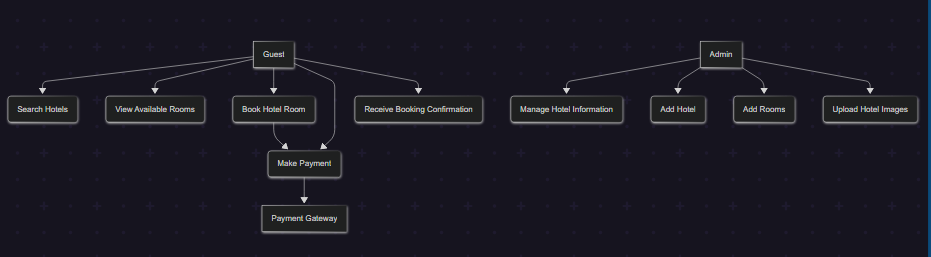 Guest
Admin
Search Hotels
View Available Rooms
Book Hotel Room
Receive Booking Confirmation
Manage Hotel Information
Add Hotel
Add Rooms
Upload Hotel Images
Make Payment
Payment Gateway